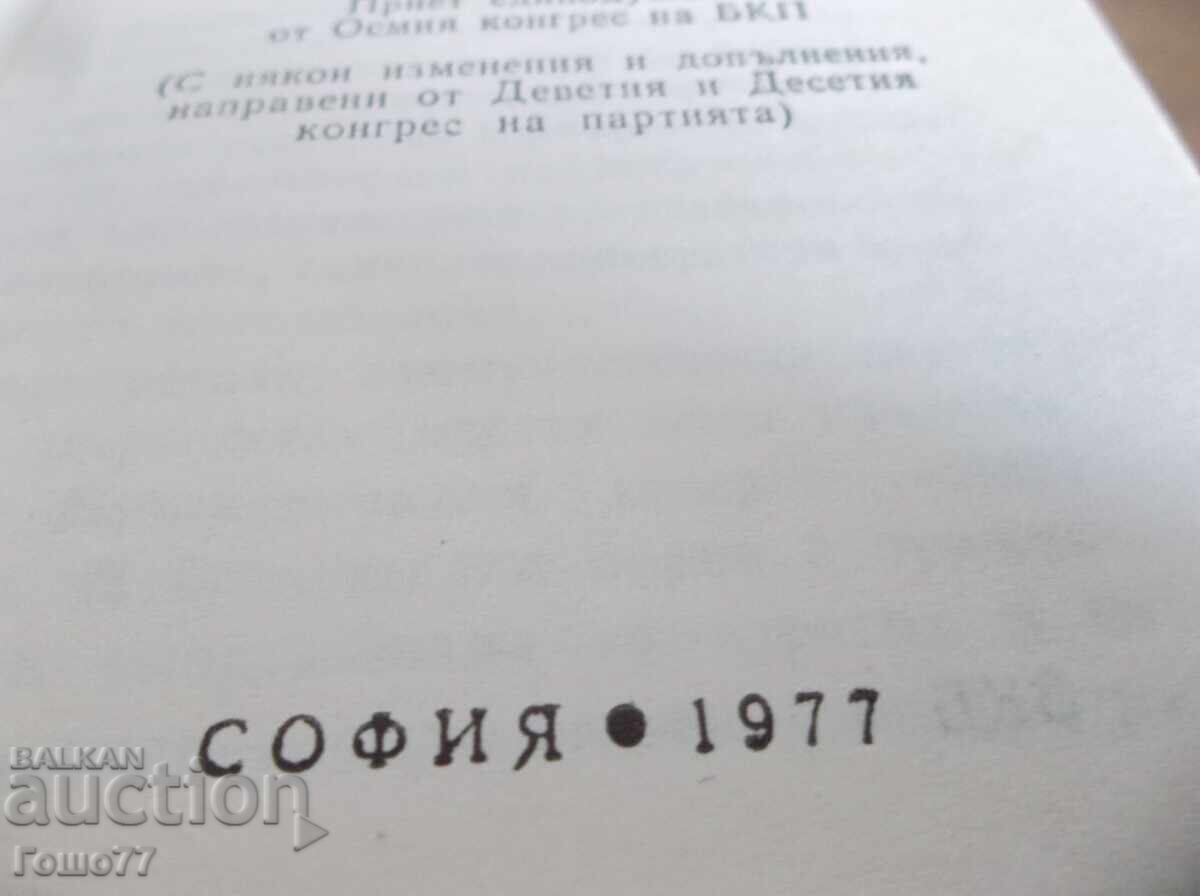 Приет
от Осмия конгрес на БКП
(С някои изменения и допълнения,
направени от Деветия и Десетия
конгрес на партията)
СОФИЯ • 1977
BALKAN
auction
Гошо77